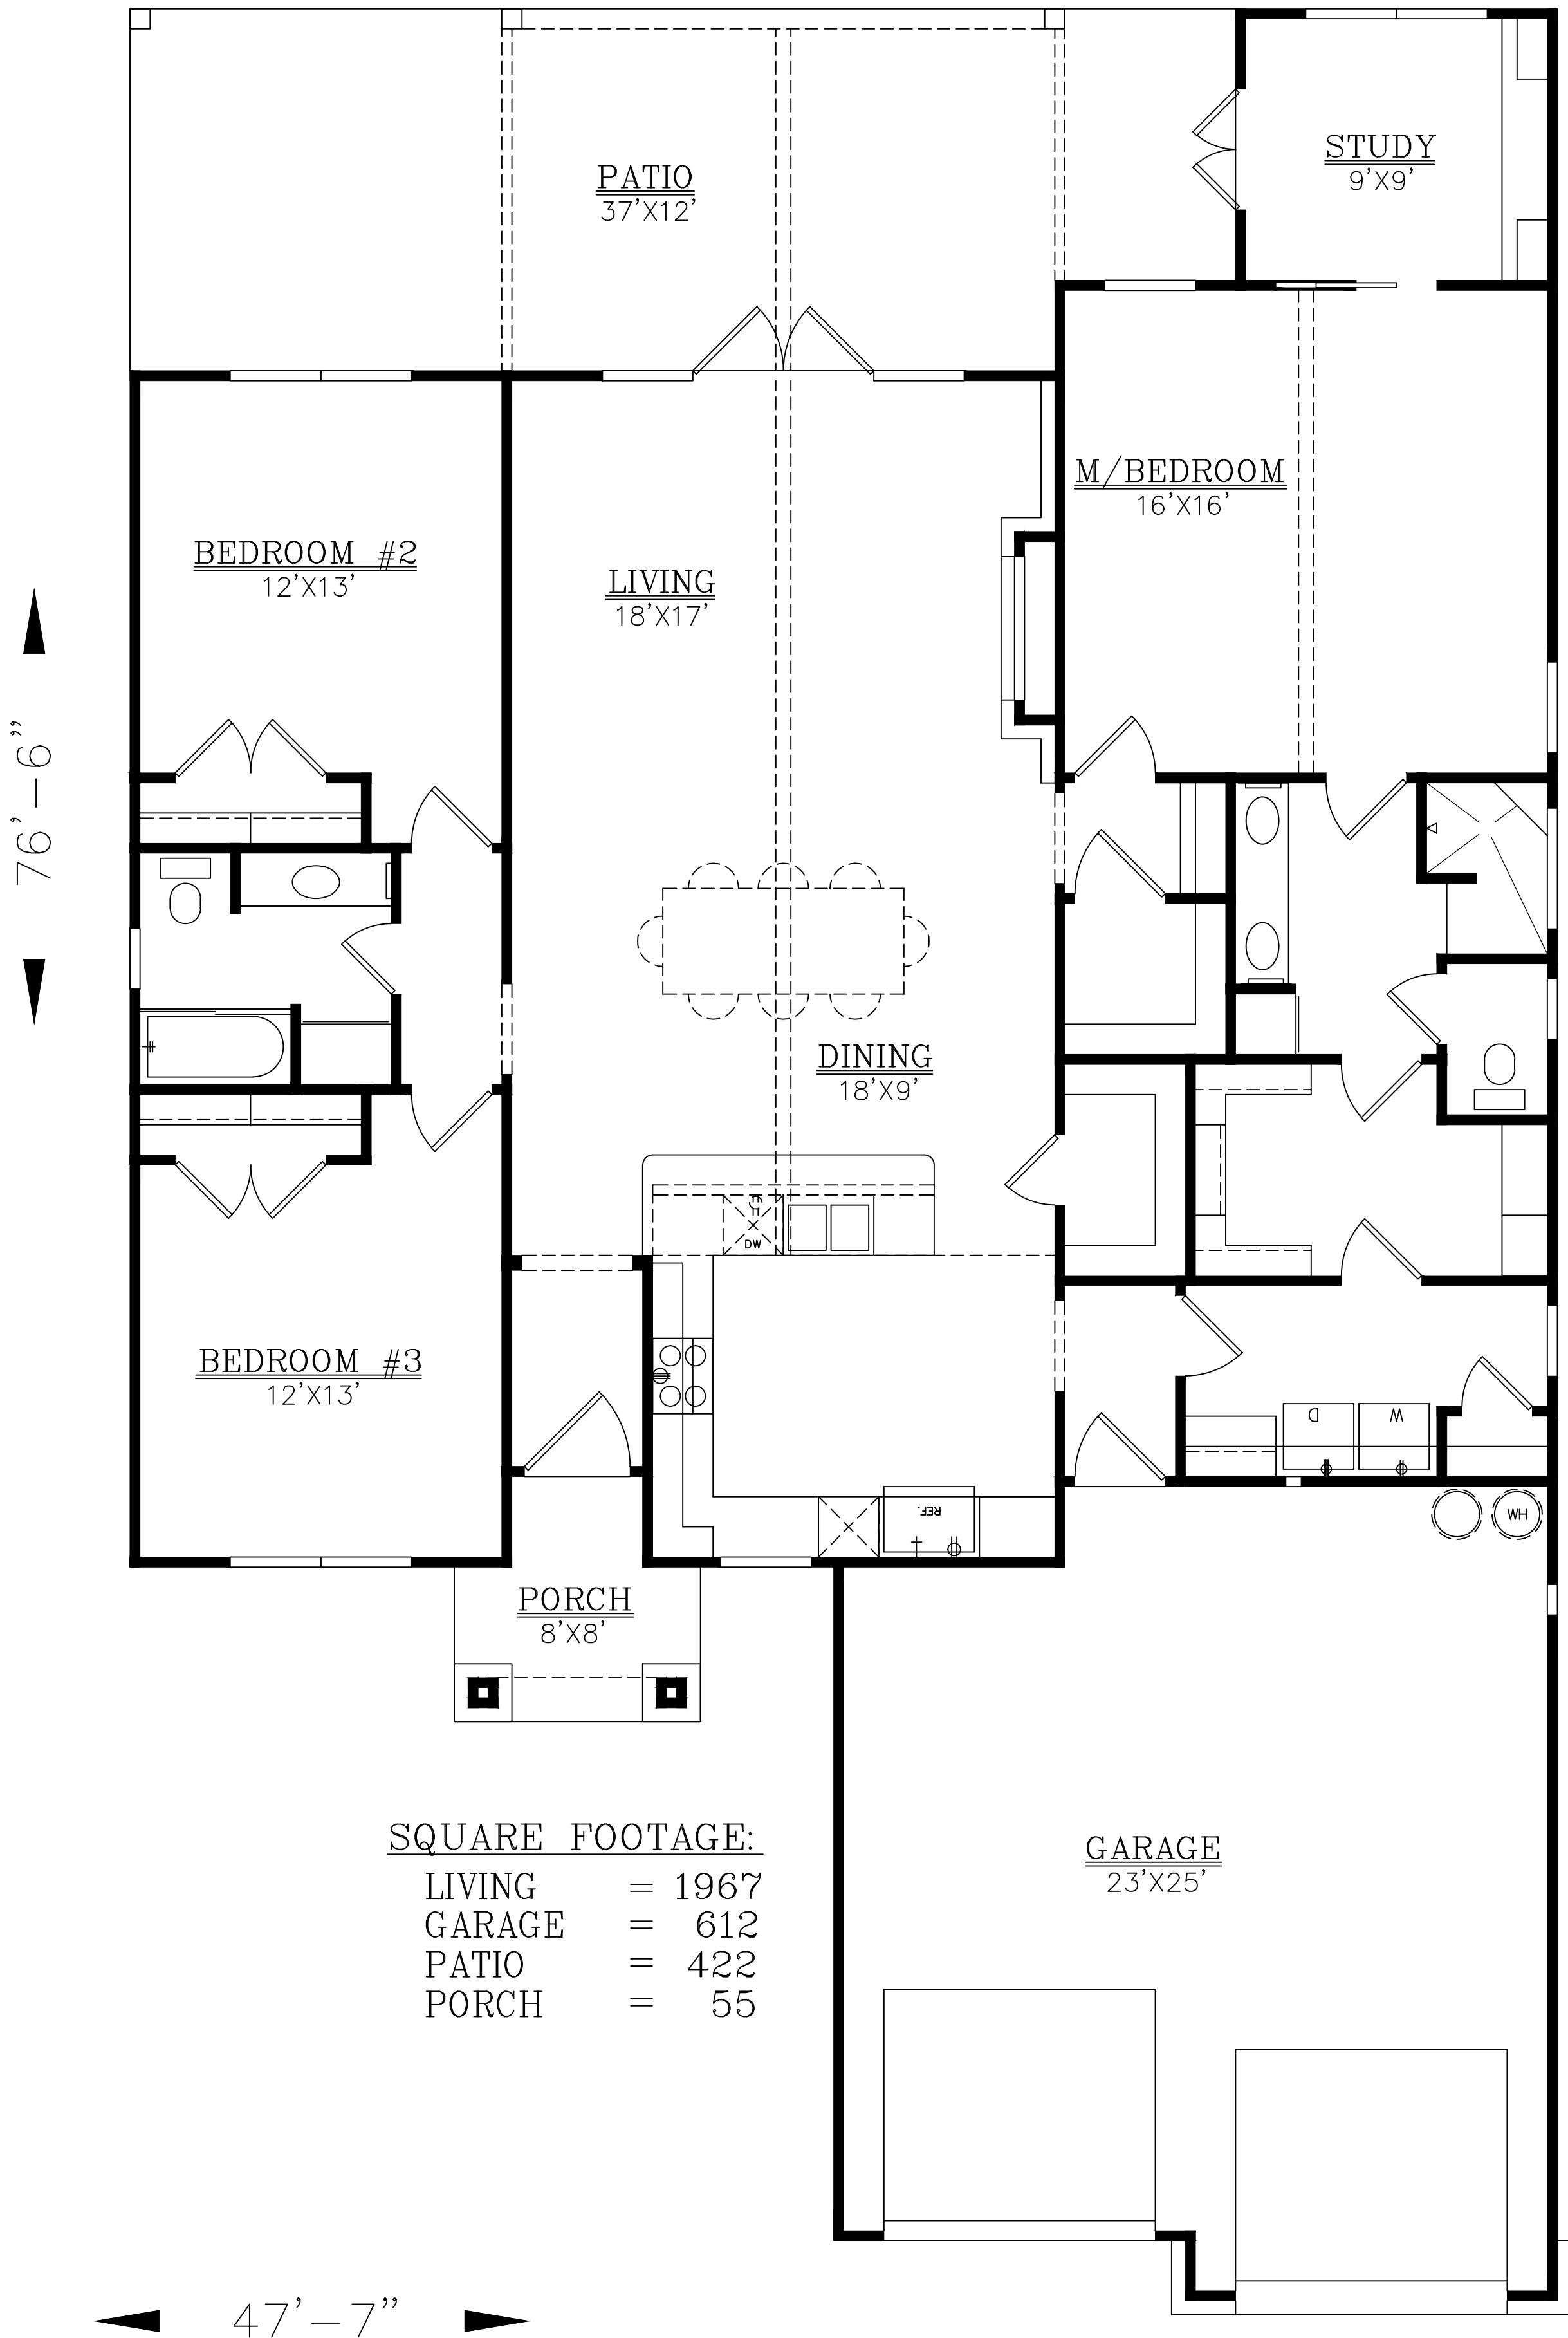 STUDY
9'X9'
PATIO
37'X12'
M/BEDROOM
16'X16'
BEDROOM #2
12'X13'
LIVING
18'X17'
76'-6"
DINING
18'X9'
DW
BEDROOM #3
12'X13'
D
W
REF.
WH
PORCH
8'X8'
SQUARE FOOTAGE:
LIVING = 1967
GARAGE = 612
PATIO = 422
PORCH = 55
GARAGE
23'X25'
47'-7"